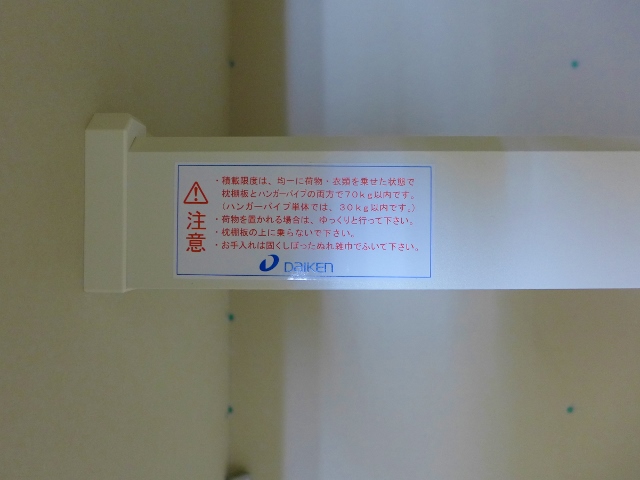 注意
・積載限度は、均一に荷物・衣類を乗せた状態で
枕棚板とハンガーパイプの両方で70kg以内です。
(ハンガーパイプ単体では、30kg以内です。)
・荷物を置かれる場合は、ゆっくりと行って下さい。
・枕棚板の上に乗らないで下さい。
・お手入れは固くしぼったぬれ雑巾でふいて下さい。
DAIKEN